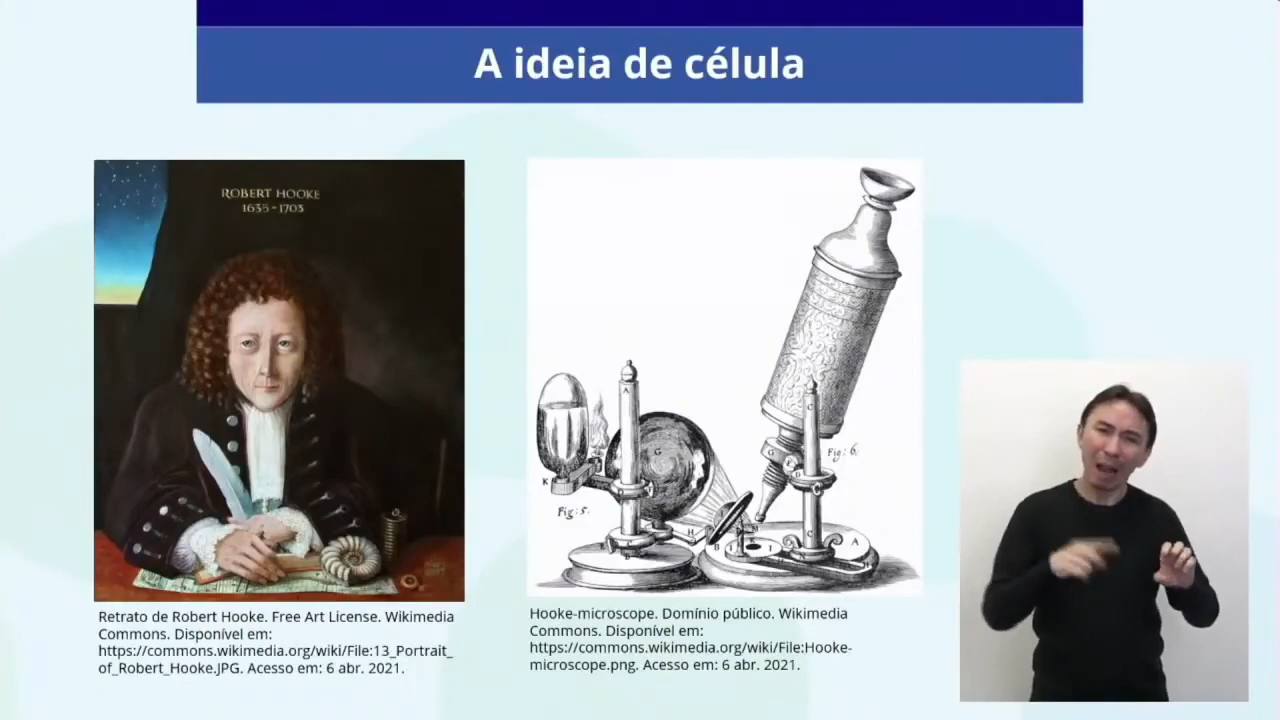 A ideia de célula
ROBERT HOOKE
1635-1703
Retrato de Robert Hooke. Free Art License. Wikimedia
Commons. Disponível em:
https://commons.wikimedia.org/wiki/File:13_Portrait_
of_Robert_Hooke.JPG. Acesso em: 6 abr. 2021.
A
G
K
Fig: 5.
H
C
G
F
Fig: 6.
B
I
C
A
Hooke-microscope. Domínio público. Wikimedia
Commons. Disponível em:
https://commons.wikimedia.org/wiki/File:Hooke-
microscope.png. Acesso em: 6 abr. 2021.